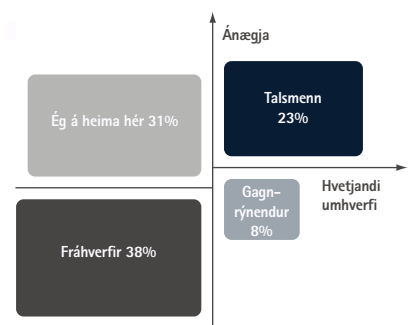 Ánægja
Talsmenn
23%
Ég á heima hér 31%
Hvetjandi
umhverfi
Gagn-
rýnendur
8%
Fráhverfir 38%